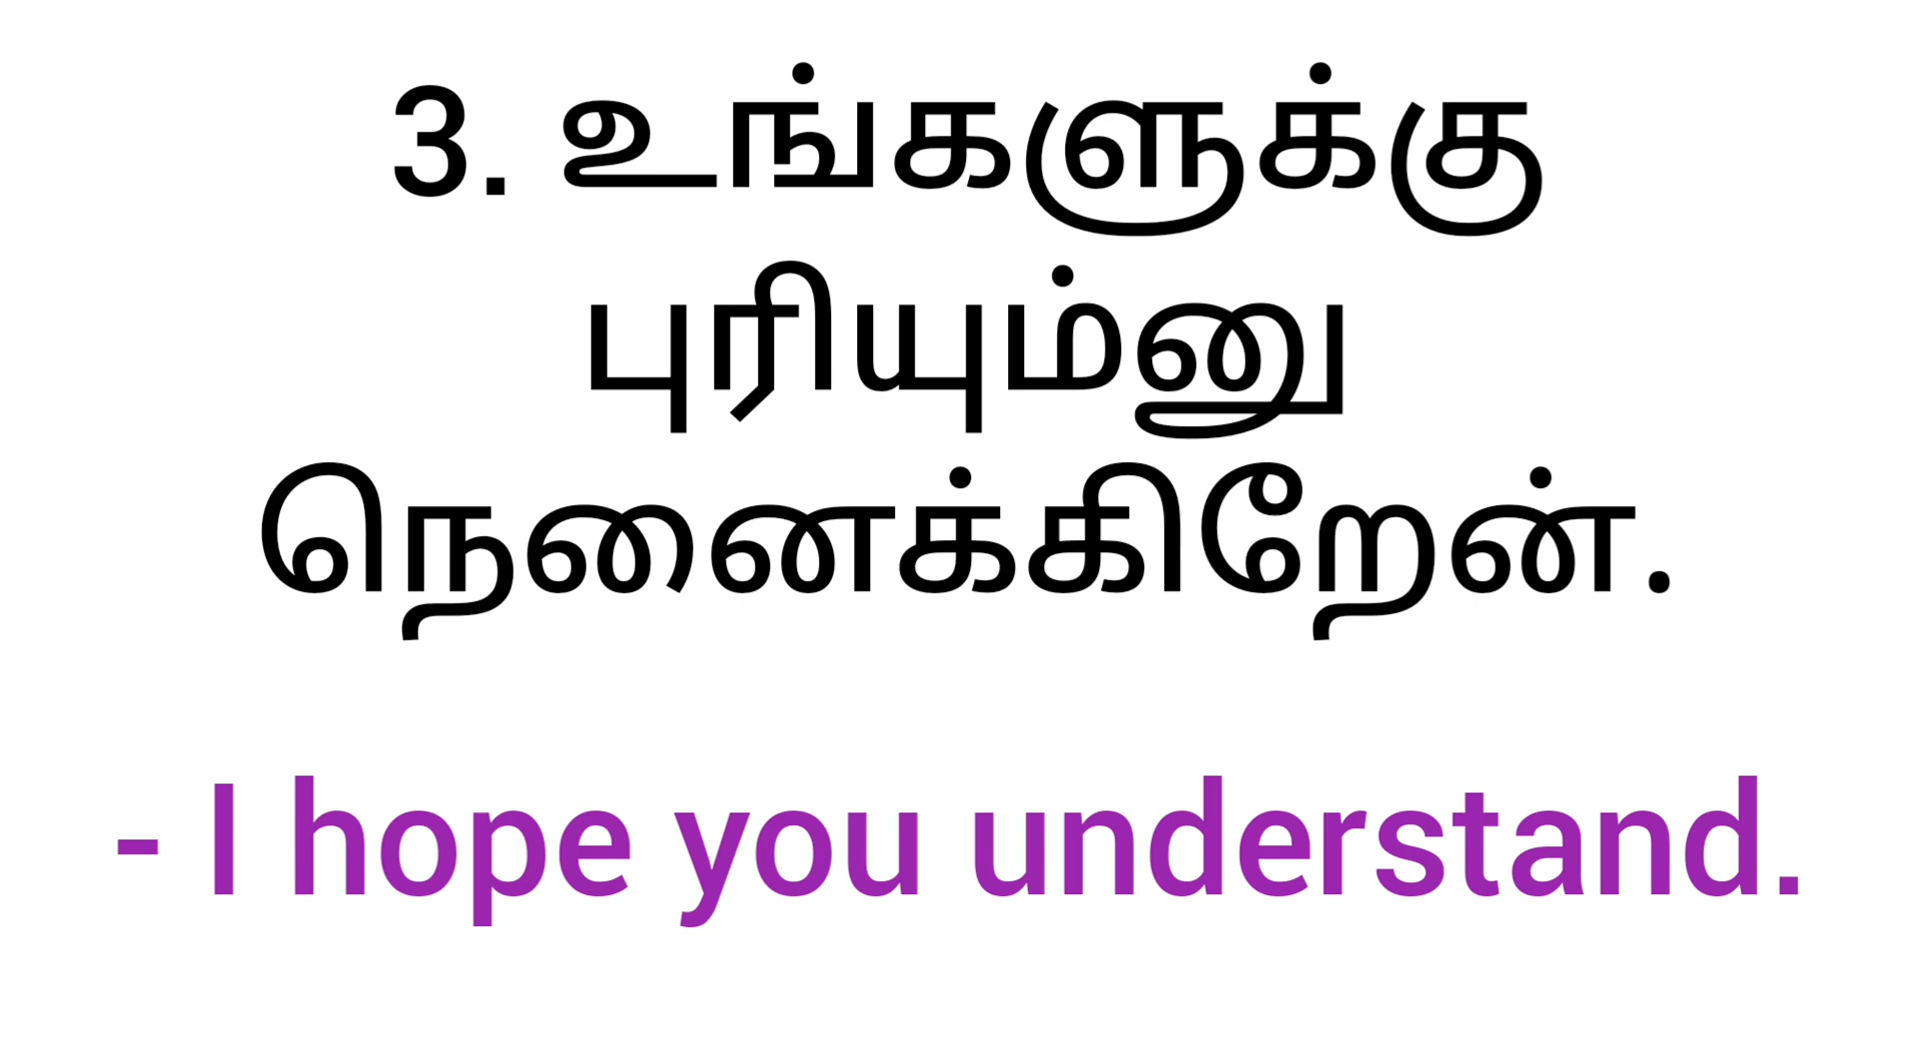 3. உங்களுக்கு
புரியும்னு
நெனைக்கிறேன்.
- I hope you understand.